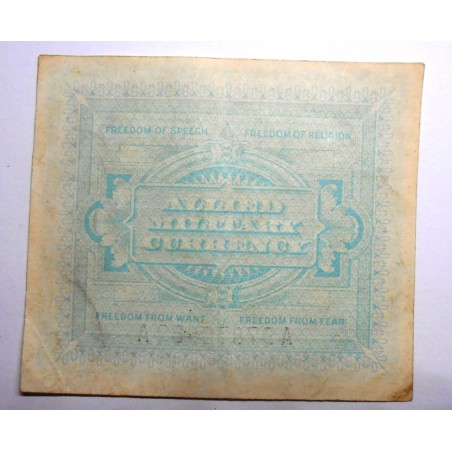 FREEDOM OF SPEECH FREEDOM OF RELIGION
ALLIED
MILITARY
CURRENCY
FREEDOM FROM WANT FREEDOM FROM FEAR